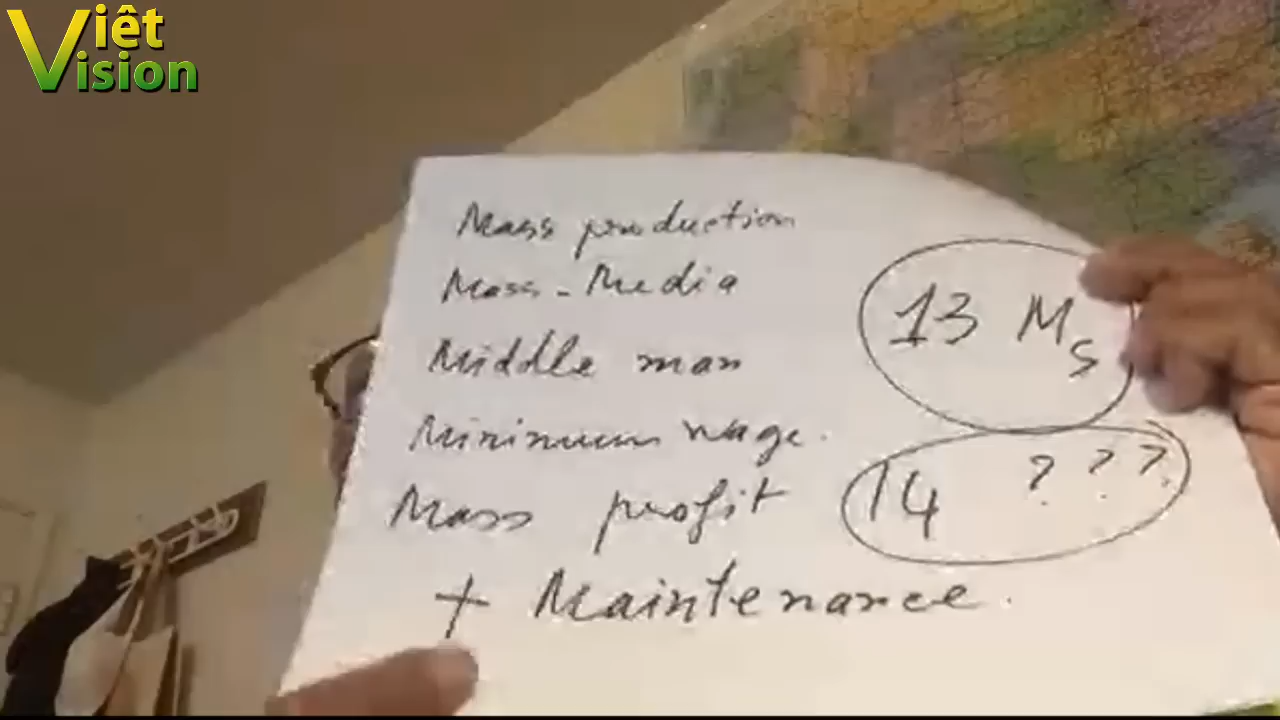 Việt
Vision
Mass production
Mass - Media
Middle man
Minimum wage.
Mass profit
+ Maintenance.
13 Ms
14 ? ? ?